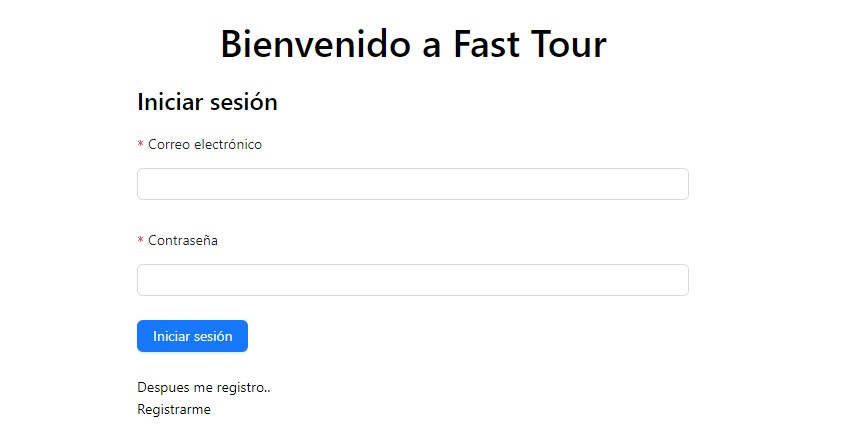 Bienvenido a Fast Tour
Iniciar sesión
* Correo electrónico
* Contraseña
Iniciar sesión
Despues me registro..
Registrarme